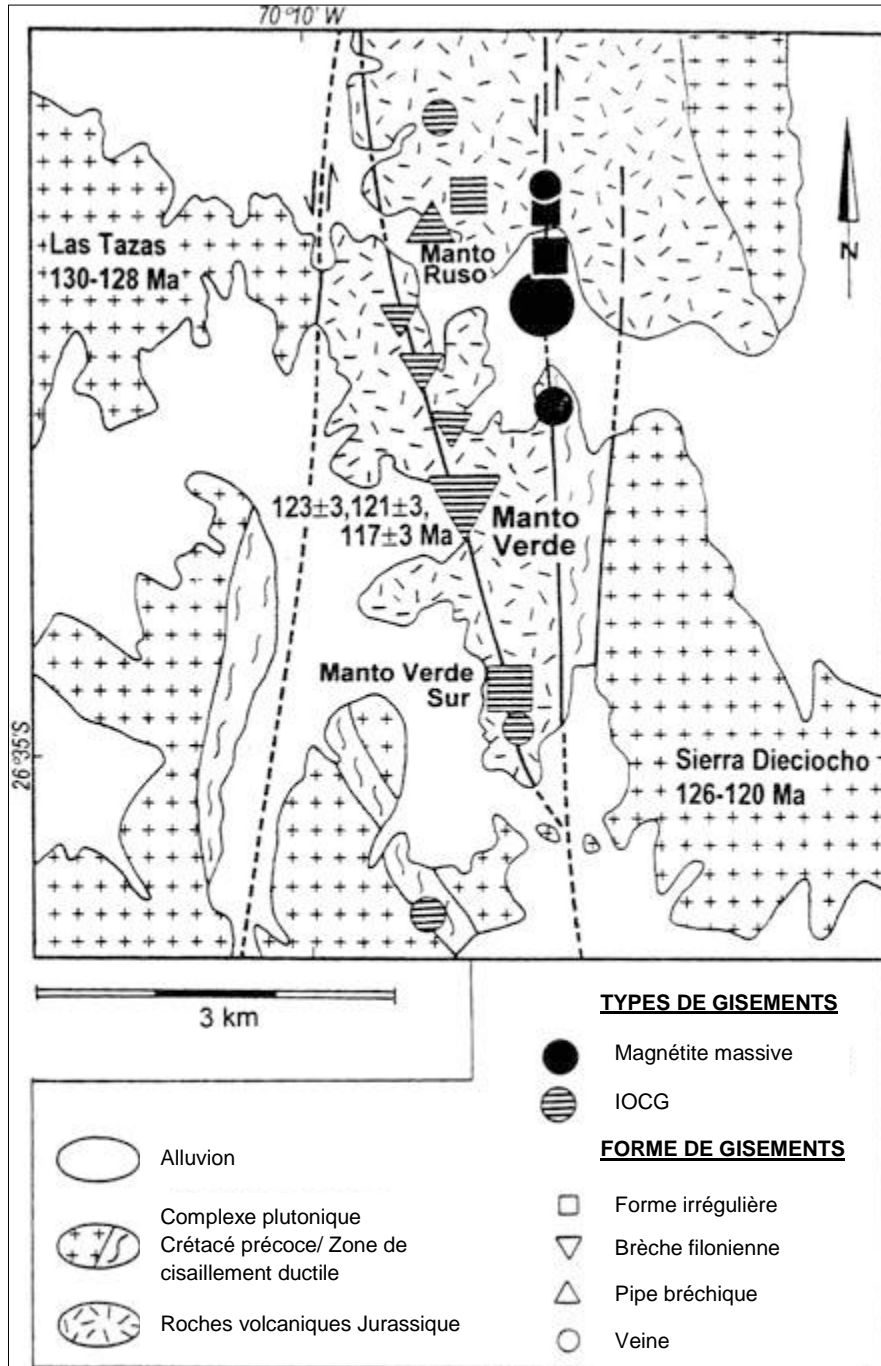 70°10' W
Las Tazas
130-128 Ma
Manto
Ruso
N
123±3,121±3,
117±3 Ma
Manto
Verde
Manto Verde
Sur
26°35'S
Sierra Dieciocho
126-120 Ma
3 km
TYPES DE GISEMENTS
Magnétite massive
IOCG
FORME DE GISEMENTS
Forme irrégulière
Brèche filonienne
Pipe bréchique
Veine
Alluvion
Complexe plutonique
Crétacé précoce/ Zone de
cisaillement ductile
Roches volcaniques Jurassique